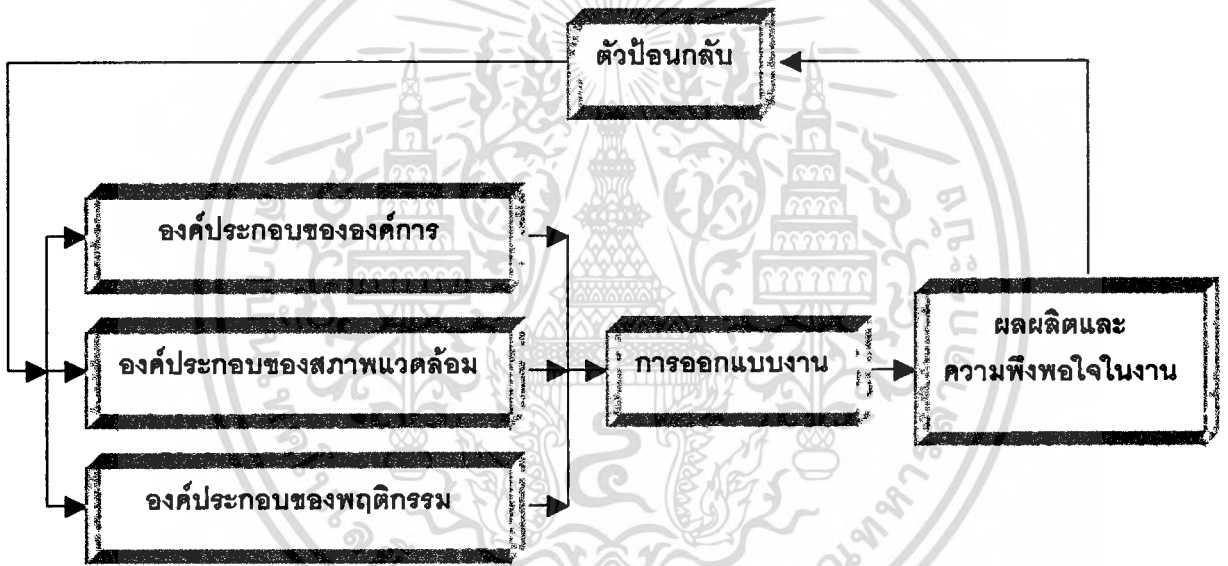 ตัวป้อนกลับ
องค์ประกอบขององค์การ
องค์ประกอบของสภาพแวดล้อม
การออกแบบงาน
ผลผลิตและ
ความพึงพอใจในงาน
องค์ประกอบของพฤติกรรม